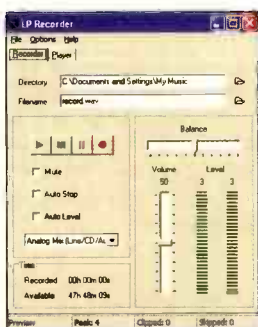 LP Recorder
File Options Help
Recorder Player
Directory C:\Documents and Settings\My Music
Filename record.wav
Balance
Mute
Auto Stop
Auto Level
Volume Level
50 3 3
Analog Mix (Line/CD/Au
Time
Recorded 00h 00m 00s
Available 47h 48m 09s
Preview Peak: 4 Clipped: 0 Skipped: 0